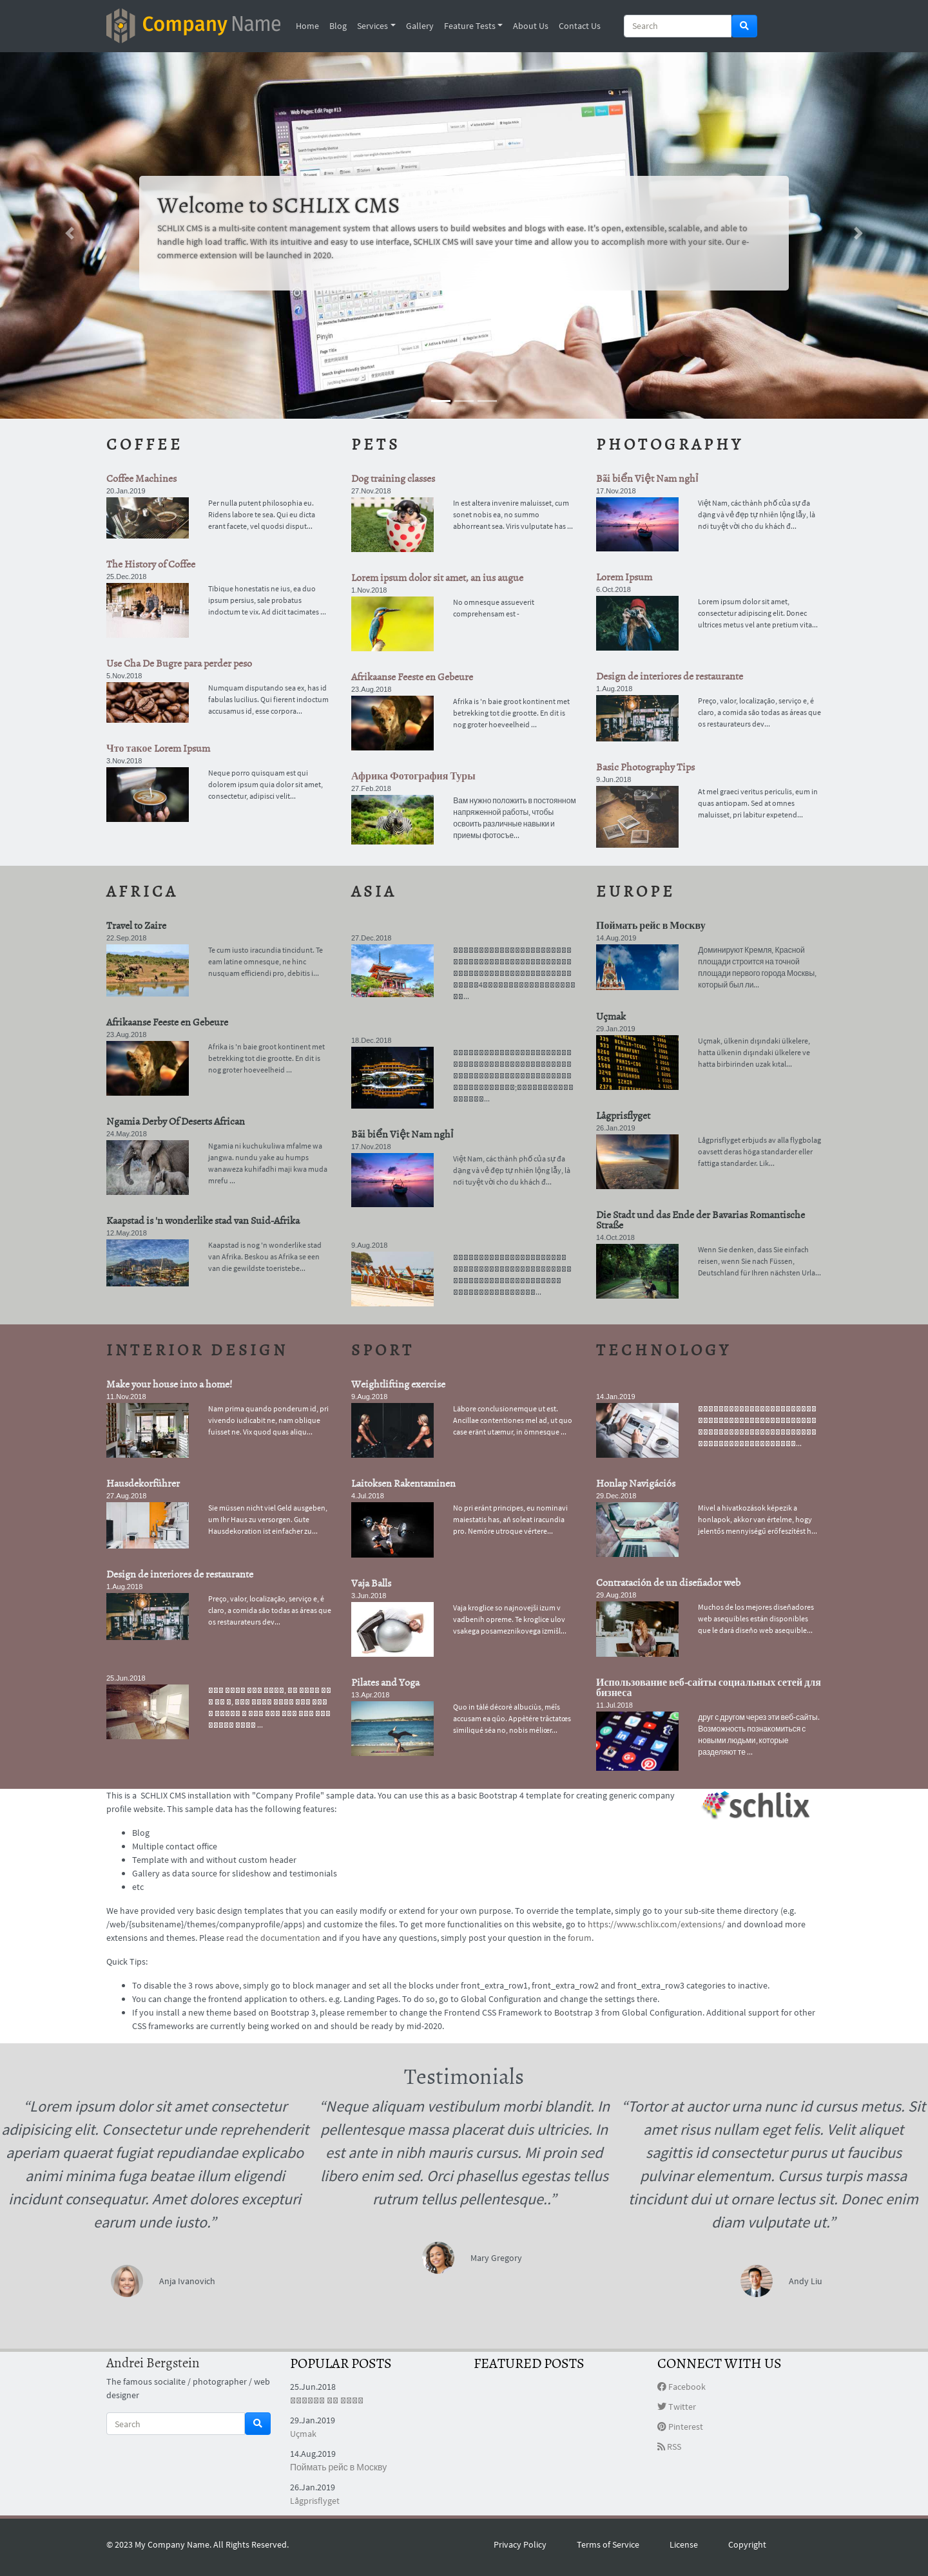 Company Name
Home Blog Services Gallery Feature Tests About Us Contact Us Search
Welcome to SCHLIX CMS
SCHLIX CMS is a multi-site content management system that allows users to build websites and blogs with ease. It's open, extensible, scalable, and able to
handle high load traffic. With its intuitive and easy to use interface, SCHLIX CMS will save your time and allow you to accomplish more with your site. Our e-
commerce extension will be launched in 2020.
COFFEE
Coffee Machines
20.Jan.2019
Per nulla putent philosophia eu.
Ridens labore te sea. Qui eu dicta
erant facete, vel quodsi disput...
The History of Coffee
25.Dec.2018
Tibique honestatis ne ius, ea duo
ipsum persius, sale probatus
indoctum te vix. Ad dicit tacimates ...
Use Cha De Bugre para perder peso
5.Nov.2018
Numquam disputando sea ex, has id
fabulas lucilius. Qui fierent indoctum
accusamus id, esse corpora...
Что такое Lorem Ipsum
3.Nov.2018
Neque porro quisquam est qui
dolorem ipsum quia dolor sit amet,
consectetur, adipisci velit...
PETS
Dog training classes
27.Nov.2018
In est altera invenire maluisset, cum
sonet nobis ea, no summo
abhorreant sea. Viris vulputate has ...
Lorem ipsum dolor sit amet, an ius augue
1.Nov.2018
No omnesque assueverit
comprehensam est -
Afrikaanse Feeste en Gebeure
23.Aug.2018
Afrika is 'n baie groot kontinent met
betrekking tot die grootte. En dit is
nog groter hoeveelheid ...
Африка Фотография Туры
27.Feb.2018
Вам нужно положить в постоянном
напряженной работы, чтобы
освоить различные навыки и
приемы фотосъе...
PHOTOGRAPHY
Bãi biển Việt Nam nghỉ
17.Nov.2018
Việt Nam, các thành phố của sự đa
dạng và vẻ đẹp tự nhiên lộng lẫy, là
nơi tuyệt vời cho du khách đ...
Lorem Ipsum
6.Oct.2018
Lorem ipsum dolor sit amet,
consectetur adipiscing elit. Donec
ultrices metus vel ante pretium vita...
Design de interiores de restaurante
1.Aug.2018
Preço, valor, localização, serviço e, é
claro, a comida são todas as áreas que
os restaurateurs dev...
Basic Photography Tips
9.Jun.2018
At mel graeci veritus periculis, eum in
quas antiopam. Sed at omnes
maluisset, pri labitur expetend...
AFRICA
Travel to Zaire
22.Sep.2018
Te cum iusto iracundia tincidunt. Te
eam latine omnesque, ne hinc
nusquam efficiendi pro, debitis i...
Afrikaanse Feeste en Gebeure
23.Aug.2018
Afrika is 'n baie groot kontinent met
betrekking tot die grootte. En dit is
nog groter hoeveelheid ...
Ngamia Derby Of Deserts African
24.May.2018
Ngamia ni kuchukuliwa mfalme wa
jangwa. nundu yake au humps
wanaweza kuhifadhi maji kwa muda
mrefu ...
Kaapstad is 'n wonderlike stad van Suid-Afrika
12.May.2018
Kaapstad is nog 'n wonderlike stad
van Afrika. Beskou as Afrika se een
van die gewildste toeristebe...
ASIA
27.Dec.2018
18.Dec.2018
Bãi biển Việt Nam nghỉ
17.Nov.2018
Việt Nam, các thành phố của sự đa
dạng và vẻ đẹp tự nhiên lộng lẫy, là
nơi tuyệt vời cho du khách đ...
9.Aug.2018
EUROPE
Поймать рейс в Москву
14.Aug.2019
Доминируют Кремля, Красной
площади строится на точной
площади первого города Москвы,
который был ли...
Uçmak
29.Jan.2019
Uçmak, ülkenin dışındaki ülkelere,
hatta ülkenin dışındaki ülkelere ve
hatta birbirinden uzak kıtal...
Lågprisflyget
26.Jan.2019
Lågprisflyget erbjuds av alla flygbolag
oavsett deras höga standarder eller
fattiga standarder. Lik...
Die Stadt und das Ende der Bavarias Romantische
Straße
14.Oct.2018
Wenn Sie denken, dass Sie einfach
reisen, wenn Sie nach Füssen,
Deutschland für Ihren nächsten Urla...
INTERIOR DESIGN
Make your house into a home!
11.Nov.2018
Nam prima quando ponderum id, pri
vivendo iudicabit ne, nam oblique
fuisset ne. Vix quod quas aliqu...
Hausdekorführer
27.Aug.2018
Sie müssen nicht viel Geld ausgeben,
um Ihr Haus zu versorgen. Gute
Hausdekoration ist einfacher zu...
Design de interiores de restaurante
1.Aug.2018
Preço, valor, localização, serviço e, é
claro, a comida são todas as áreas que
os restaurateurs dev...
25.Jun.2018
SPORT
Weightlifting exercise
9.Aug.2018
Lábore conclusionemque ut est.
Ancillae contentiones mel ad, ut quo
case eránt utæmur, in ómnesque ...
Laitoksen Rakentaminen
4.Jul.2018
No pri eránt principes, eu nominavi
maiestatis has, añ soleat iracundia
pro. Nemóre utroque vértere...
Vaja Balls
3.Jun.2018
Vaja kroglice so najnovejši izum v
vadbenih opreme. Te kroglice ulov
vsakega posameznikovega izmišl...
Pilates and Yoga
13.Apr.2018
Quo in tálé décoré albuciùs, méîs
accusam ea qûo. Appétére tráctatœs
similiqué séa no, nobis méliœr...
TECHNOLOGY
14.Jan.2019
Honlap Navigációs
29.Dec.2018
Mivel a hivatkozások képezik a
honlapok, akkor van értelme, hogy
jelentős mennyiségű erőfeszítést h...
Contratación de un diseñador web
29.Aug.2018
Muchos de los mejores diseñadores
web asequibles están disponibles
que le dará diseño web asequible...
Использование веб-сайты социальных сетей для
бизнеса
11.Jul.2018
друг с другом через эти веб-сайты.
Возможность познакомиться с
новыми людьми, которые
разделяют те ...
This is a SCHLIX CMS installation with "Company Profile" sample data. You can use this as a basic Bootstrap 4 template for creating generic company
profile website. This sample data has the following features:
schlix
Blog
Multiple contact office
Template with and without custom header
Gallery as data source for slideshow and testimonials
etc
We have provided very basic design templates that you can easily modify or extend for your own purpose. To override the template, simply go to your sub-site theme directory (e.g.
/web/{subsitename}/themes/companyprofile/apps) and customize the files. To get more functionalities on this website, go to https://www.schlix.com/extensions/ and download more
extensions and themes. Please read the documentation and if you have any questions, simply post your question in the forum.
Quick Tips:
To disable the 3 rows above, simply go to block manager and set all the blocks under front_extra_row1, front_extra_row2 and front_extra_row3 categories to inactive.
You can change the frontend application to others. e.g. Landing Pages. To do so, go to Global Configuration and change the settings there.
If you install a new theme based on Bootstrap 3, please remember to change the Frontend CSS Framework to Bootstrap 3 from Global Configuration. Additional support for other
CSS frameworks are currently being worked on and should be ready by mid-2020.
Testimonials
“Lorem ipsum dolor sit amet consectetur
adipisicing elit. Consectetur unde reprehenderit
aperiam quaerat fugiat repudiandae explicabo
animi minima fuga beatae illum eligendi
incidunt consequatur. Amet dolores excepturi
earum unde iusto.”
Anja Ivanovich
“Neque aliquam vestibulum morbi blandit. In
pellentesque massa placerat duis ultricies. In
est ante in nibh mauris cursus. Mi proin sed
libero enim sed. Orci phasellus egestas tellus
rutrum tellus pellentesque..”
Mary Gregory
“Tortor at auctor urna nunc id cursus metus. Sit
amet risus nullam eget felis. Velit aliquet
sagittis id consectetur purus ut faucibus
pulvinar elementum. Cursus turpis massa
tincidunt dui ut ornare lectus sit. Donec enim
diam vulputate ut.”
Andy Liu
Andrei Bergstein
The famous socialite / photographer / web
designer
Search
POPULAR POSTS
25.Jun.2018
29.Jan.2019
Uçmak
14.Aug.2019
Поймать рейс в Москву
26.Jan.2019
Lågprisflyget
FEATURED POSTS
CONNECT WITH US
Facebook
Twitter
Pinterest
RSS
© 2023 My Company Name. All Rights Reserved.
Privacy Policy Terms of Service License Copyright